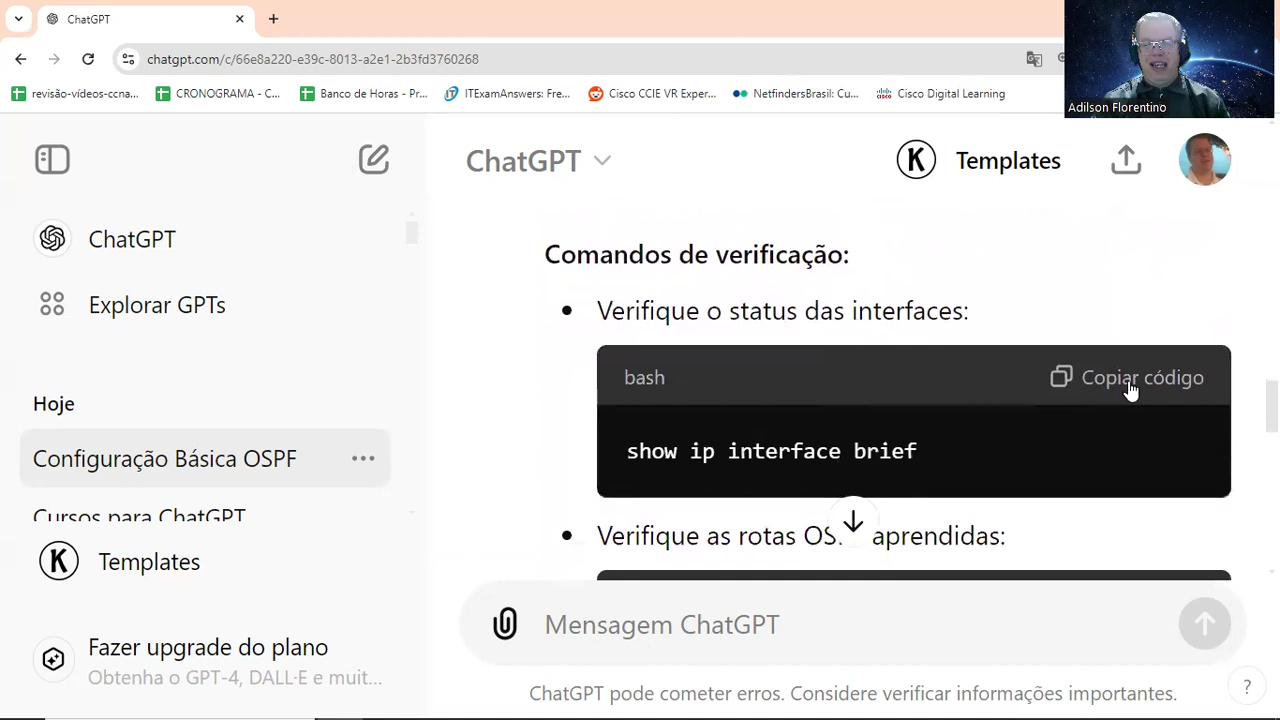 ChatGPT
chatgpt.com/c/66e8a220-e39c-8013-a2e1-2b3fd3760268
revisão-vídeos-ccna...
CRONOGRAMA - C...
Banco de Horas - Pr...
ITExamAnswers: Fre...
Cisco CCIE VR Exper...
NetfindersBrasil: Cu...
Cisco Digital Learning
Adilson Florentino
ChatGPT
K Templates
ChatGPT
Explorar GPTs
Hoje
Configuração Básica OSPF
Cursos para ChatGPT
K Templates
Fazer upgrade do plano
Obtenha o GPT-4, DALL·E e muit...
Comandos de verificação:
• Verifique o status das interfaces:
bash
Copiar código
show ip interface brief
• Verifique as rotas OS aprendidas:
Mensagem ChatGPT
ChatGPT pode cometer erros. Considere verificar informações importantes.
?